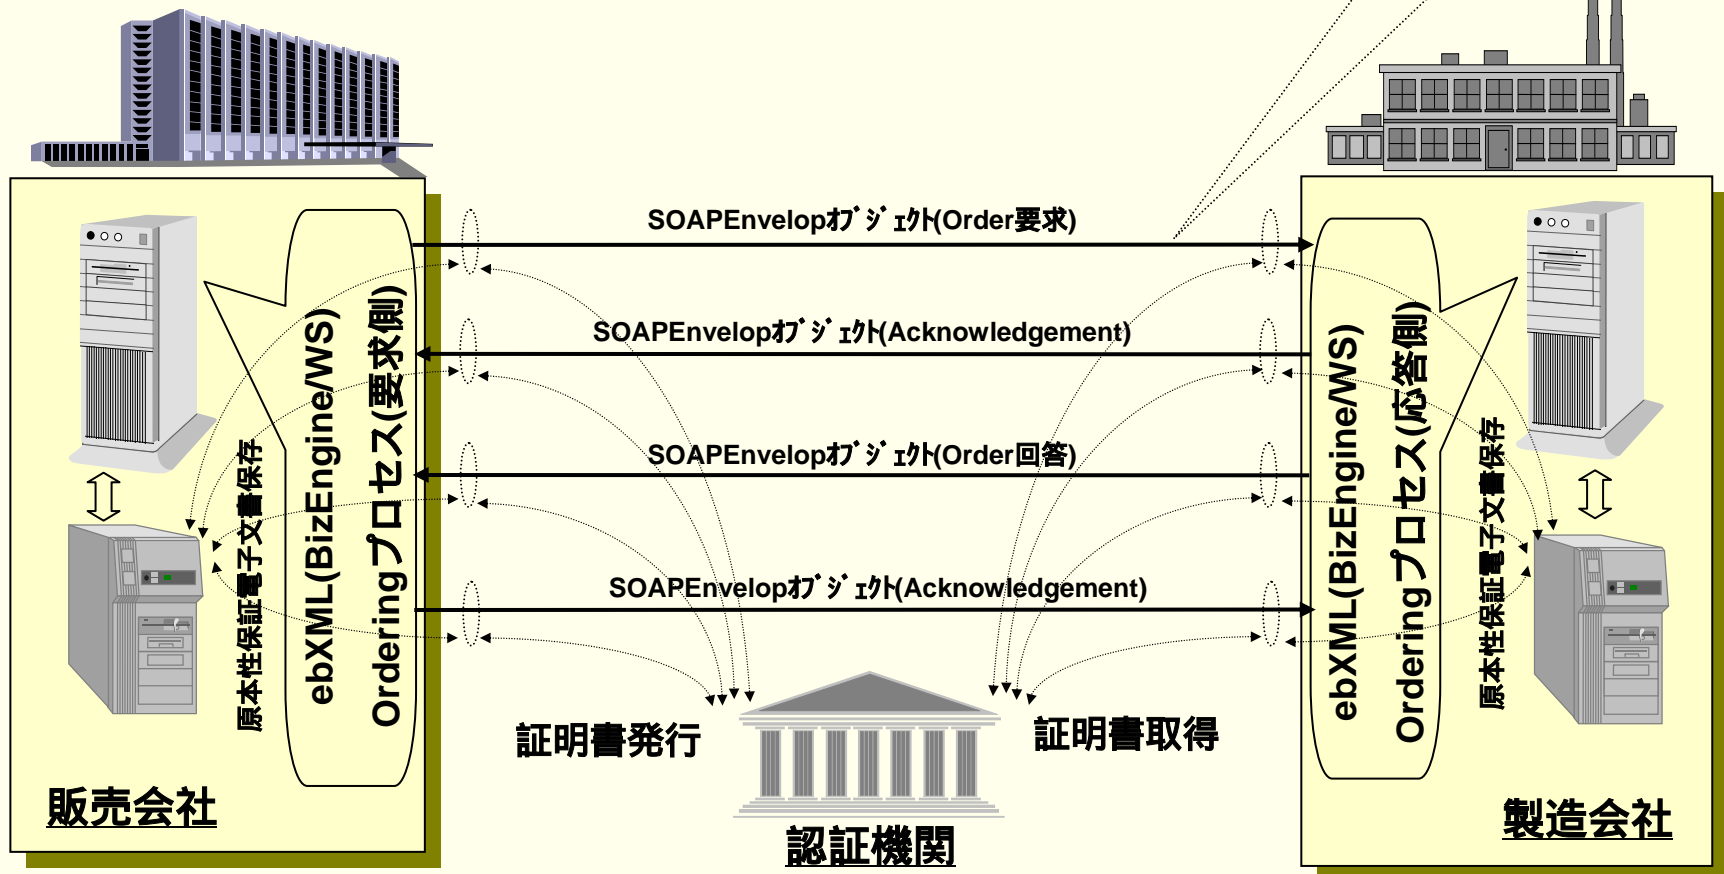 SOAPEnvelopｵﾌﾞｼﾞｪｸﾄ(Order要求)
SOAPEnvelopｵﾌﾞｼﾞｪｸﾄ(Acknowledgement)
SOAPEnvelopｵﾌﾞｼﾞｪｸﾄ(Order回答)
SOAPEnvelopｵﾌﾞｼﾞｪｸﾄ(Acknowledgement)
原本性保証電子文書保存
ebXML(BizEngine/WS)
Orderingプロセス(要求側)
ebXML(BizEngine/WS)
Orderingプロセス(応答側)
原本性保証電子文書保存
証明書発行
証明書取得
販売会社
認証機関
製造会社